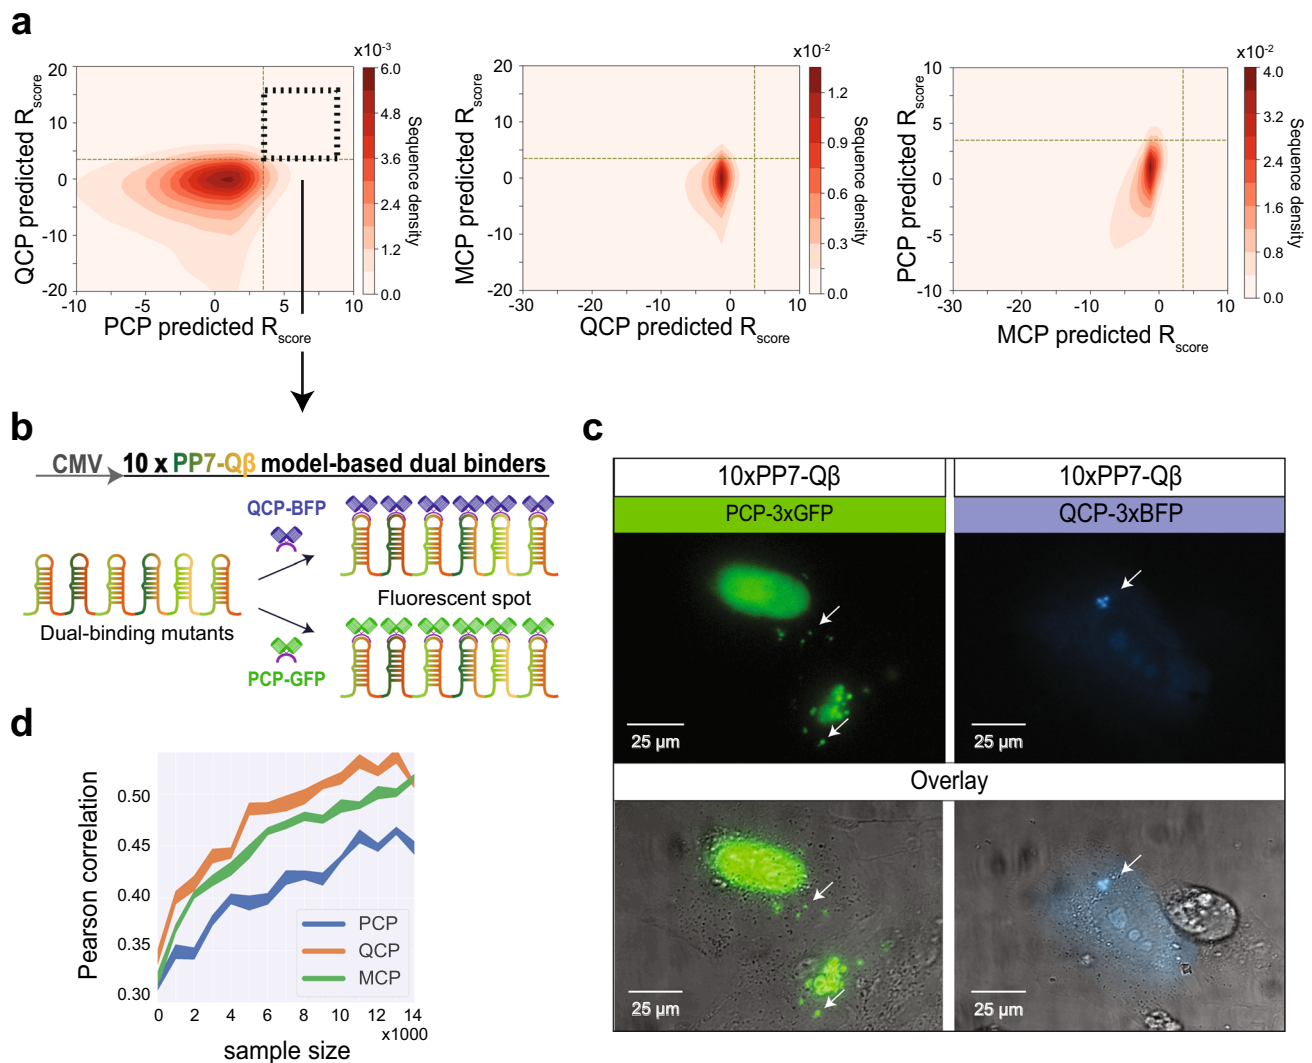 a
x10-3
20
10
0
-10
-20
QCP predicted Rscore
-10
-5
0
5
10
PCP predicted Rscore
6.0
4.8
3.6
2.4
1.2
0.0
Sequence density
x10-2
20
10
0
-10
-20
MCP predicted Rscore
-30
-20
-10
0
10
QCP predicted Rscore
1.2
0.9
0.6
0.3
0.0
Sequence density
x10-2
10
5
0
-5
-10
PCP predicted Rscore
-30
-20
-10
0
10
MCP predicted Rscore
4.0
3.2
2.4
1.6
0.8
0.0
Sequence density
b
CMV 10 x PP7-Qβ model-based dual binders
QCP-BFP
Fluorescent spot
Dual-binding mutants
PCP-GFP
c
10xPP7-Qβ
10xPP7-Qβ
PCP-3xGFP
QCP-3xBFP
25 µm
25 µm
Overlay
25 µm
25 µm
d
Pearson correlation
0.50
0.45
0.40
0.35
0.30
PCP
QCP
MCP
0 2 4 6 8 10 12 14
x1000
sample size